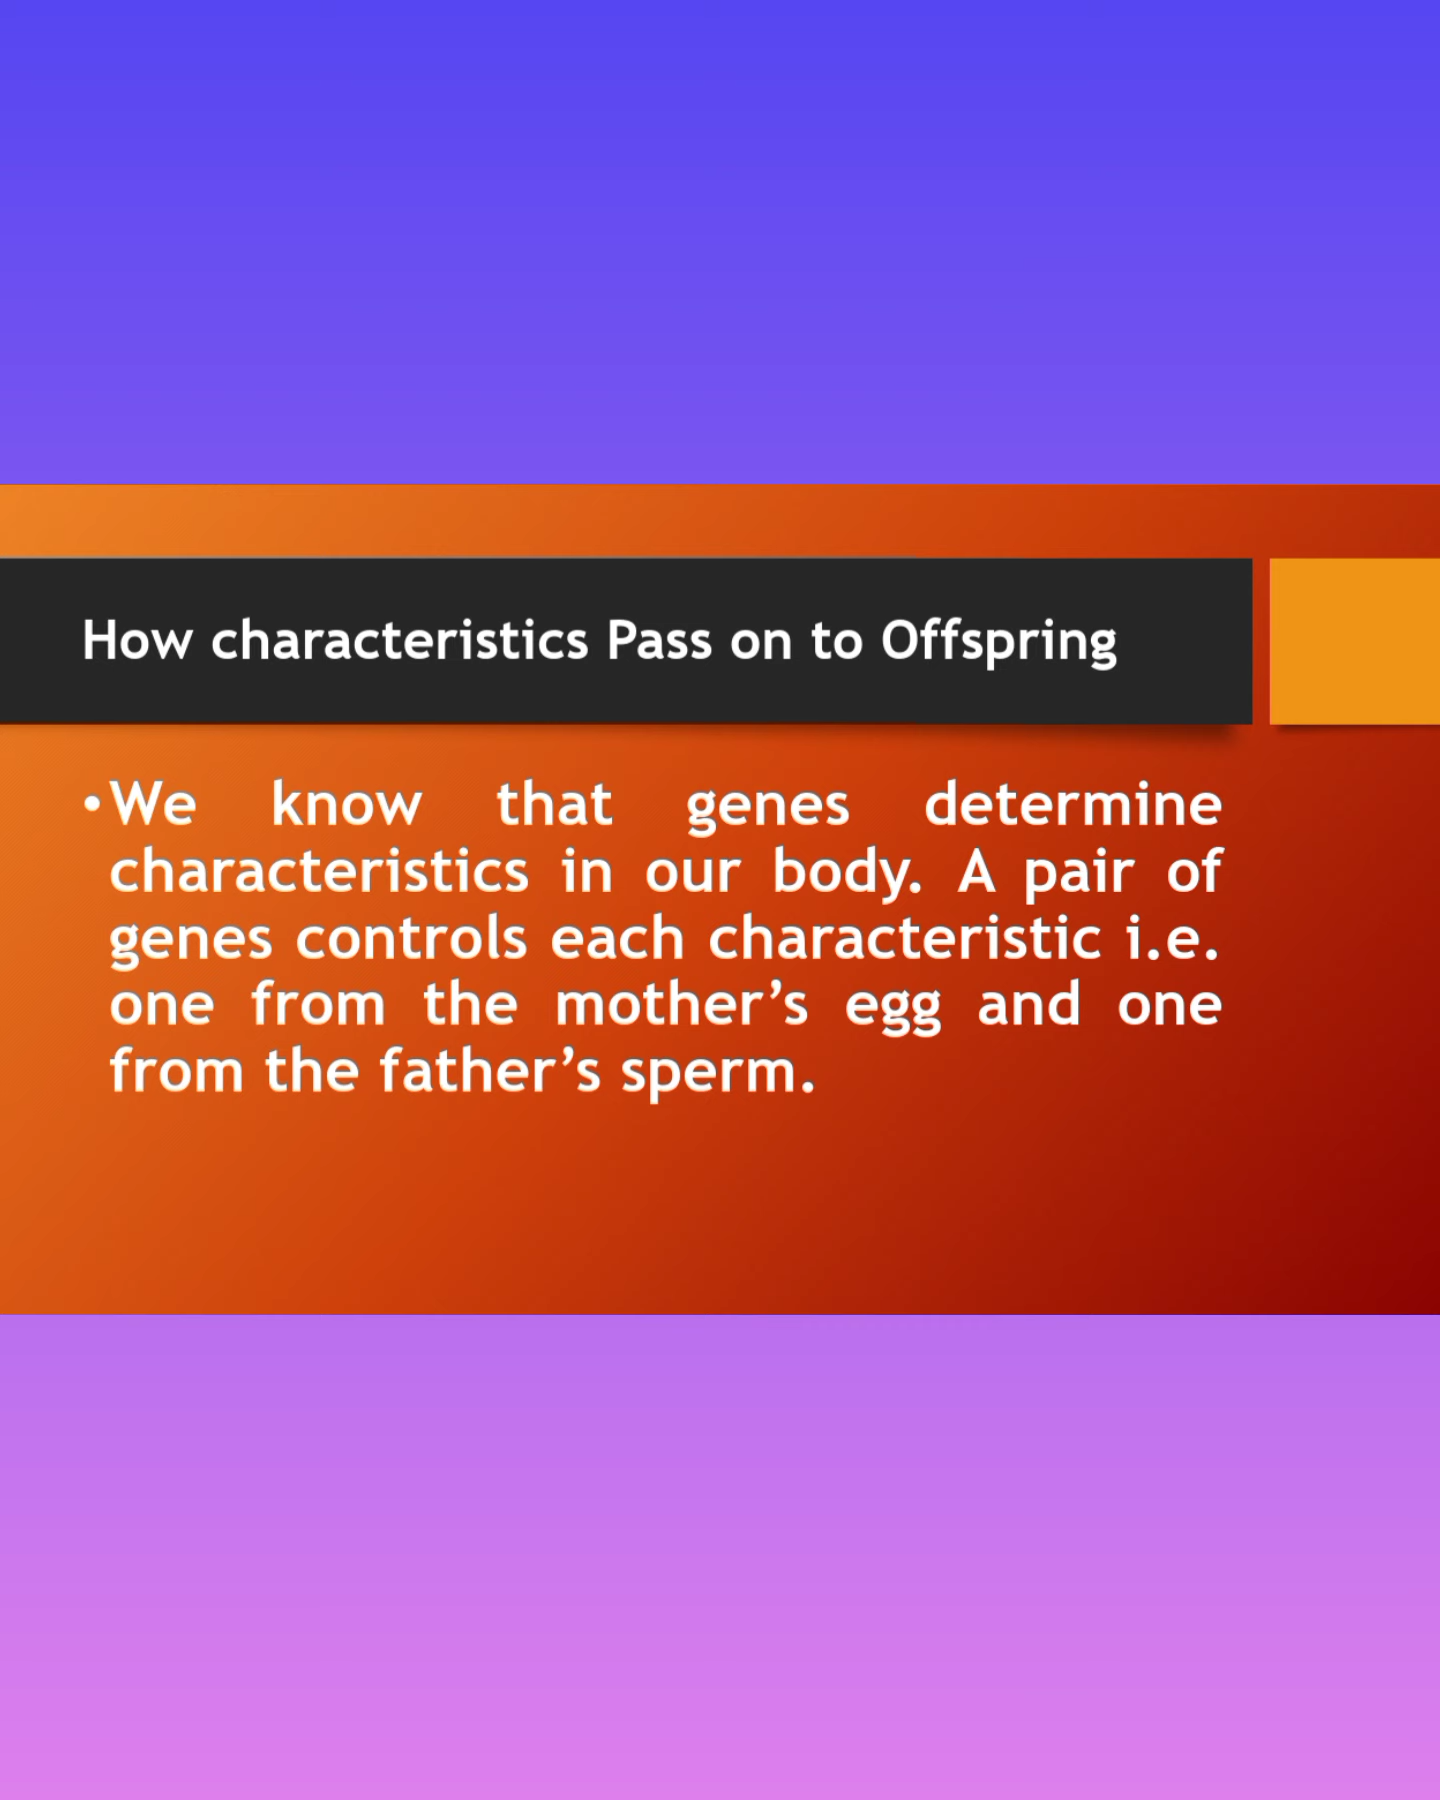 How characteristics Pass on to Offspring
•We know that genes determine
characteristics in our body. A pair of
genes controls each characteristic i.e.
one from the mother’s egg and one
from the father’s sperm.